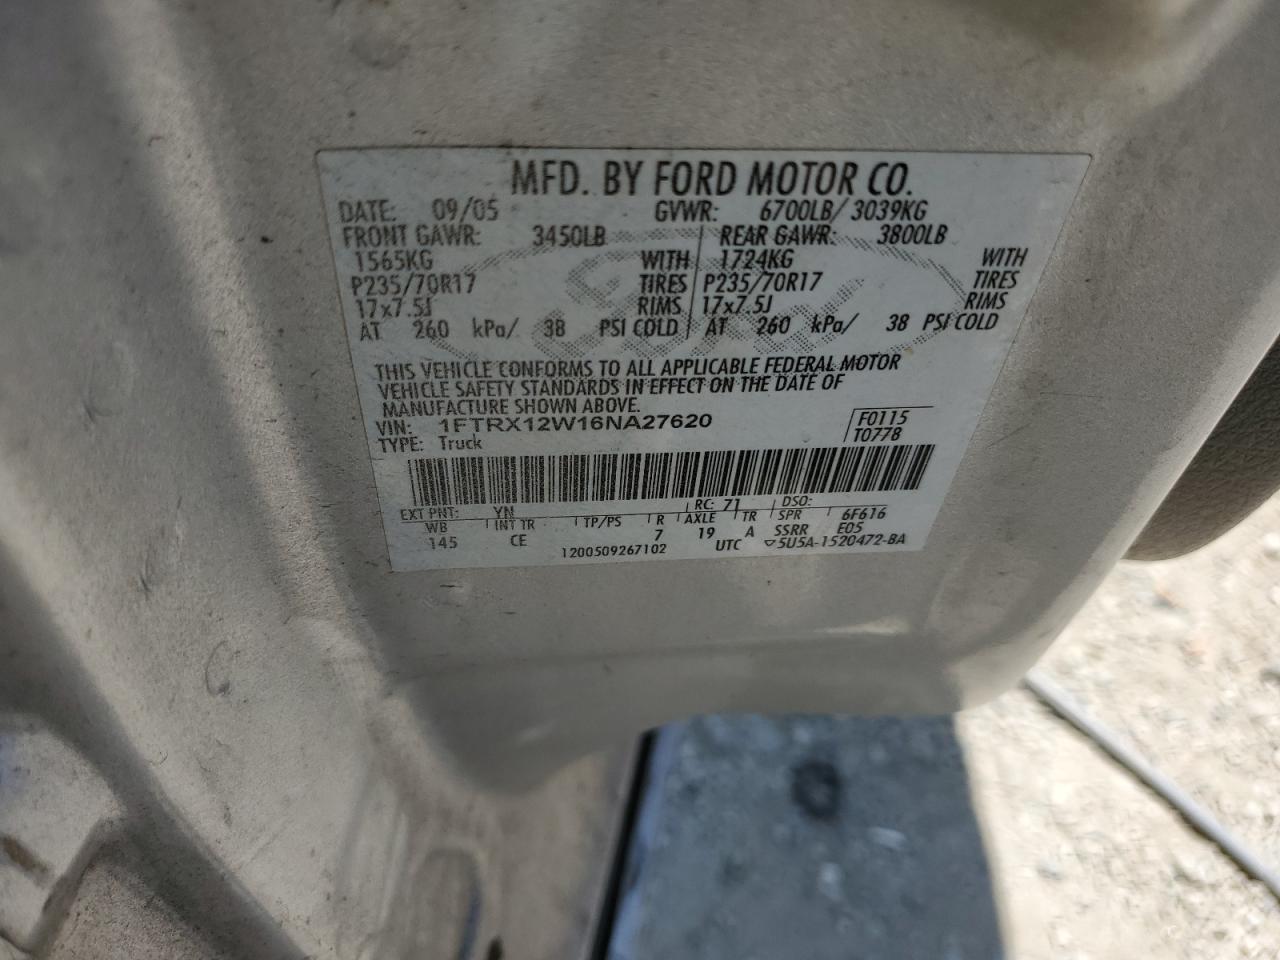 MFD. BY FORD MOTOR CO.
DATE: 09/05 GVWR: 6700LB/ 3039KG
FRONT GAWR: 3450LB REAR GAWR: 3800LB
1565KG WITH 1724KG WITH
P235/70R17 TIRES P235/70R17 TIRES
17x7.5J RIMS 17x7.5J RIMS
AT 260 kPa/ 38 PSI COLD AT 260 kPa/ 38 PSI COLD
THIS VEHICLE CONFORMS TO ALL APPLICABLE FEDERAL MOTOR
VEHICLE SAFETY STANDARDS IN EFFECT ON THE DATE OF
MANUFACTURE SHOWN ABOVE.
VIN: 1FTRX12W16NA27620 F0115
TYPE: Truck T0778
EXT PNT: YN RC: 71 DSO:
WB INT TR TP/PS R AXLE TR SPR 6F616
145 CE 7 19 A SSRR E05
1200509267102 UTC ▽5U5A-1520472-BA